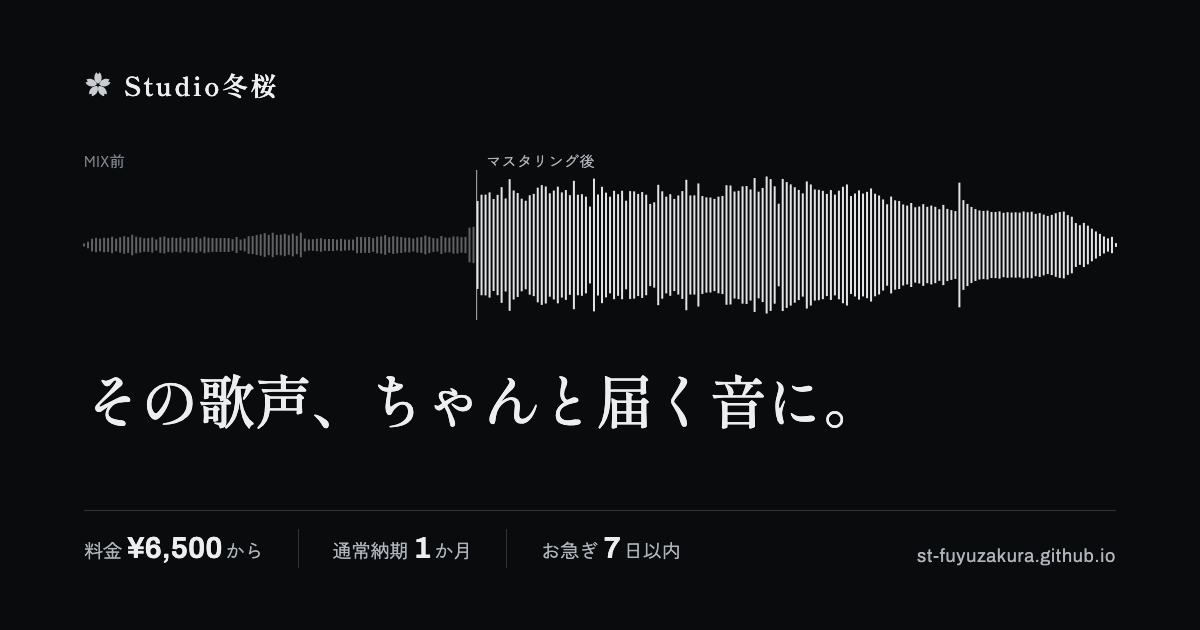 Studio冬桜
MIX前
マスタリング後
その歌声、ちゃんと届く音に。
料金 ¥6,500 から
通常納期 1 か月
お急ぎ 7 日以内
st-fuyuzakura.github.io